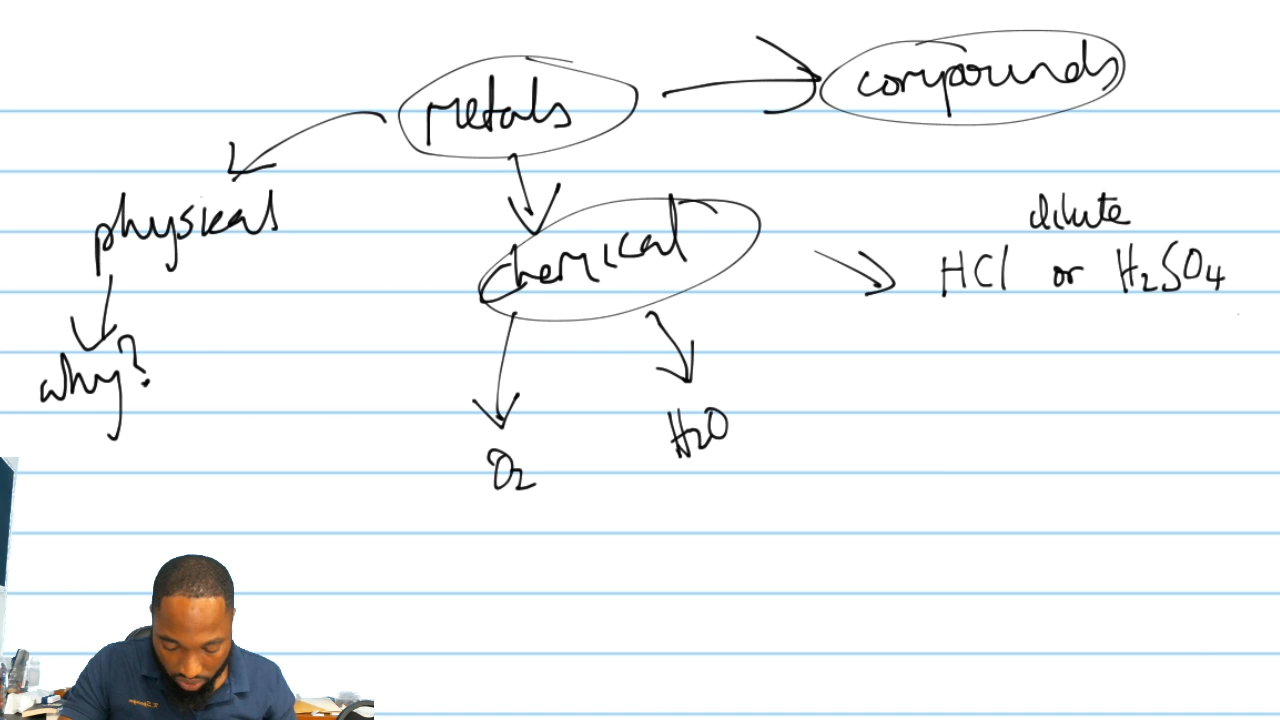 metals
compounds
physical
chemical
dilute
HCl or H₂SO₄
why?
O₂
H₂O